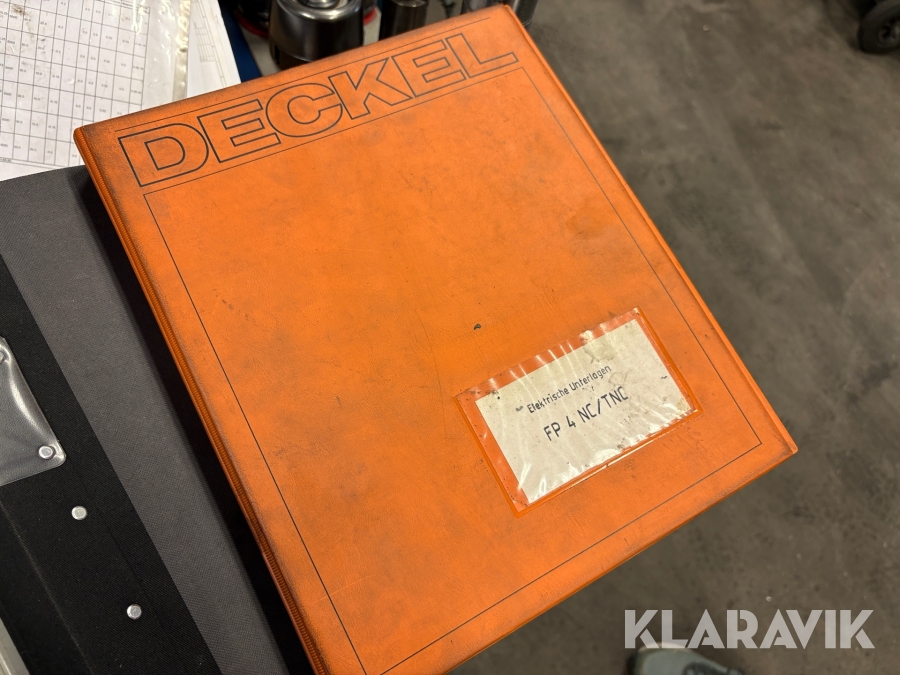 DECKEL
Elektrische Unterlagen
FP 4 NC/TNC
KLARAVIK